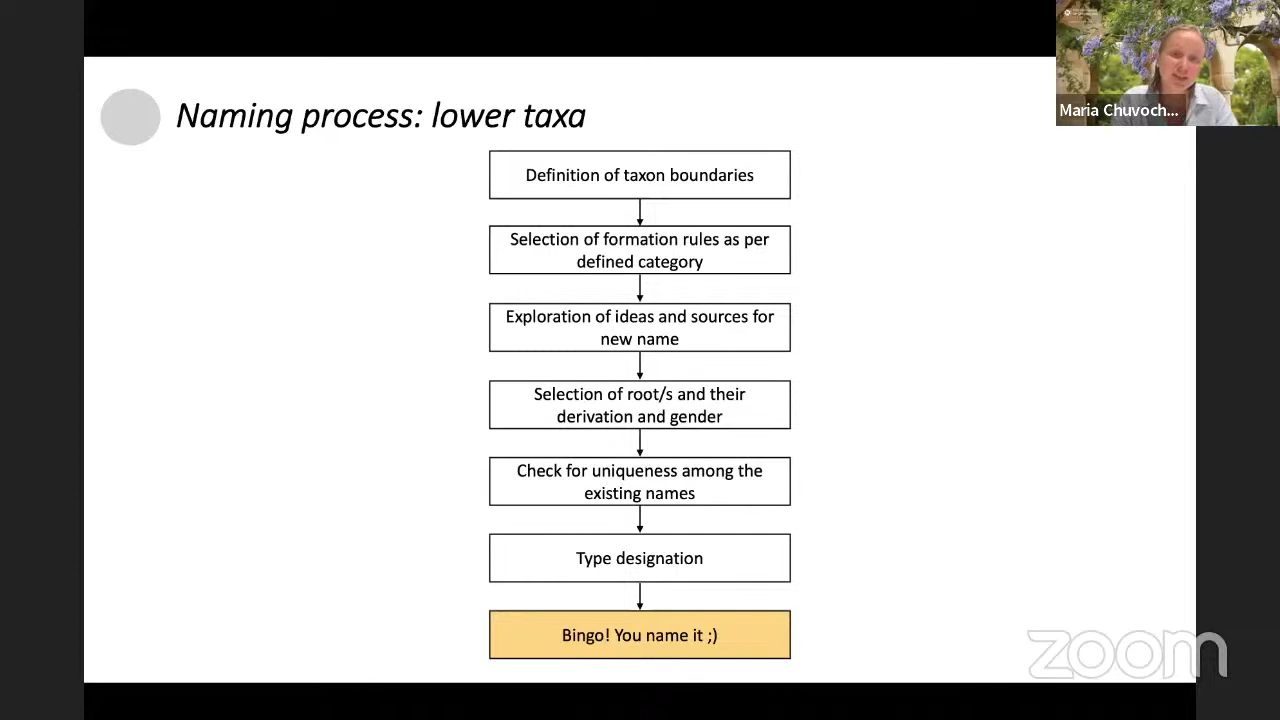 Maria Chuvoch...
Naming process: lower taxa
Definition of taxon boundaries
Selection of formation rules as per
defined category
Exploration of ideas and sources for
new name
Selection of root/s and their
derivation and gender
Check for uniqueness among the
existing names
Type designation
Bingo! You name it ;)
zoom